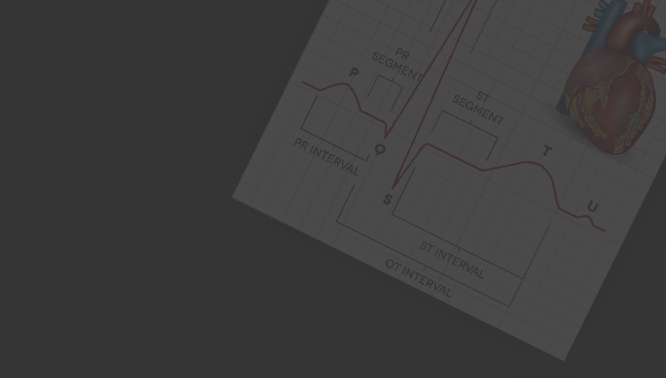 PR
SEGMENT
P
ST
SEGMENT
Q
PR INTERVAL
T
S
U
ST INTERVAL
QT INTERVAL